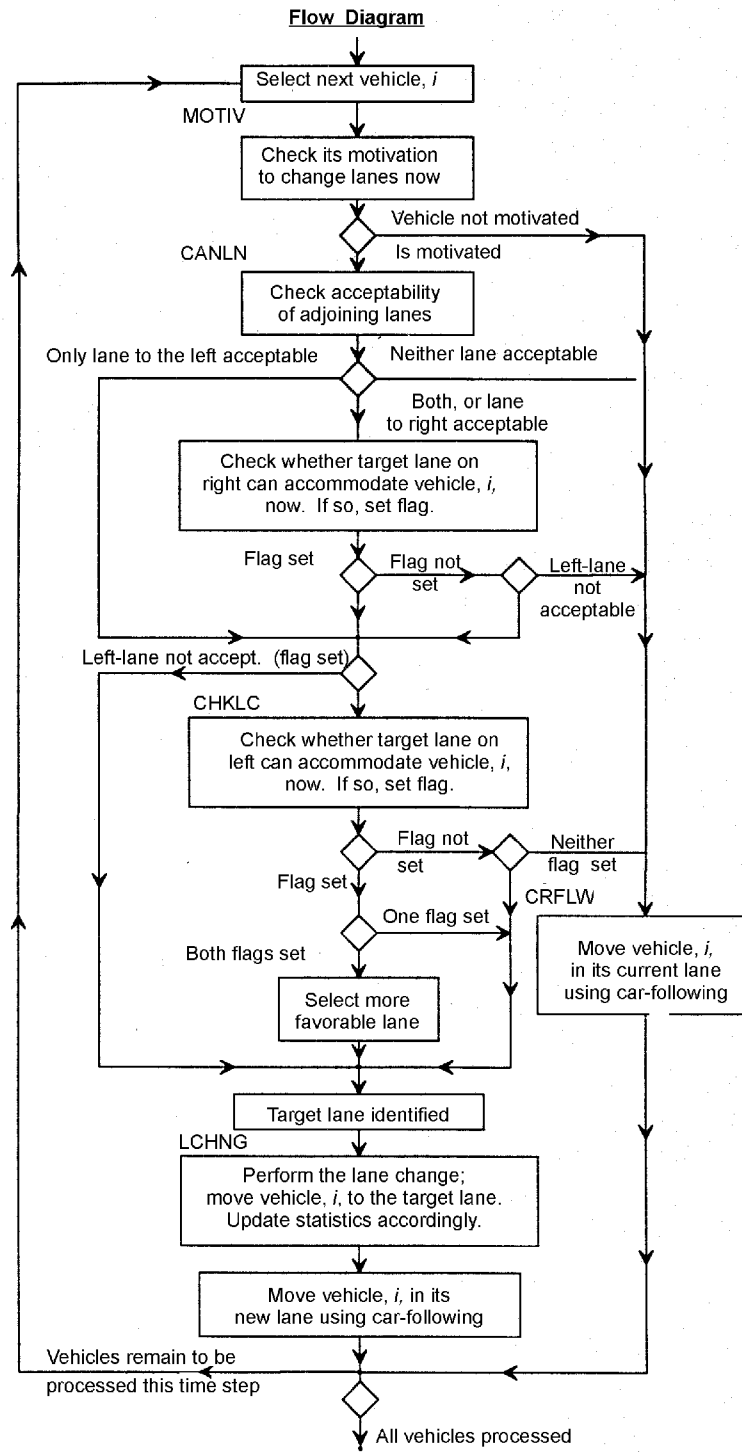 Flow Diagram
Select next vehicle, i
MOTIV
Check its motivation
to change lanes now
Vehicle not motivated
Is motivated
CANLN
Check acceptability
of adjoining lanes
Only lane to the left acceptable
Neither lane acceptable
Both, or lane
to right acceptable
Check whether target lane on
right can accommodate vehicle, i,
now. If so, set flag.
Flag set
Flag not
set
Left-lane
not
acceptable
Left-lane not accept. (flag set)
CHKLC
Check whether target lane on
left can accommodate vehicle, i,
now. If so, set flag.
Flag not
set
Neither
flag set
Flag set
CRFLW
One flag set
Both flags set
Move vehicle, i,
in its current lane
using car-following
Select more
favorable lane
Target lane identified
LCHNG
Perform the lane change;
move vehicle, i, to the target lane.
Update statistics accordingly.
Move vehicle, i, in its
new lane using car-following
Vehicles remain to be
processed this time step
All vehicles processed